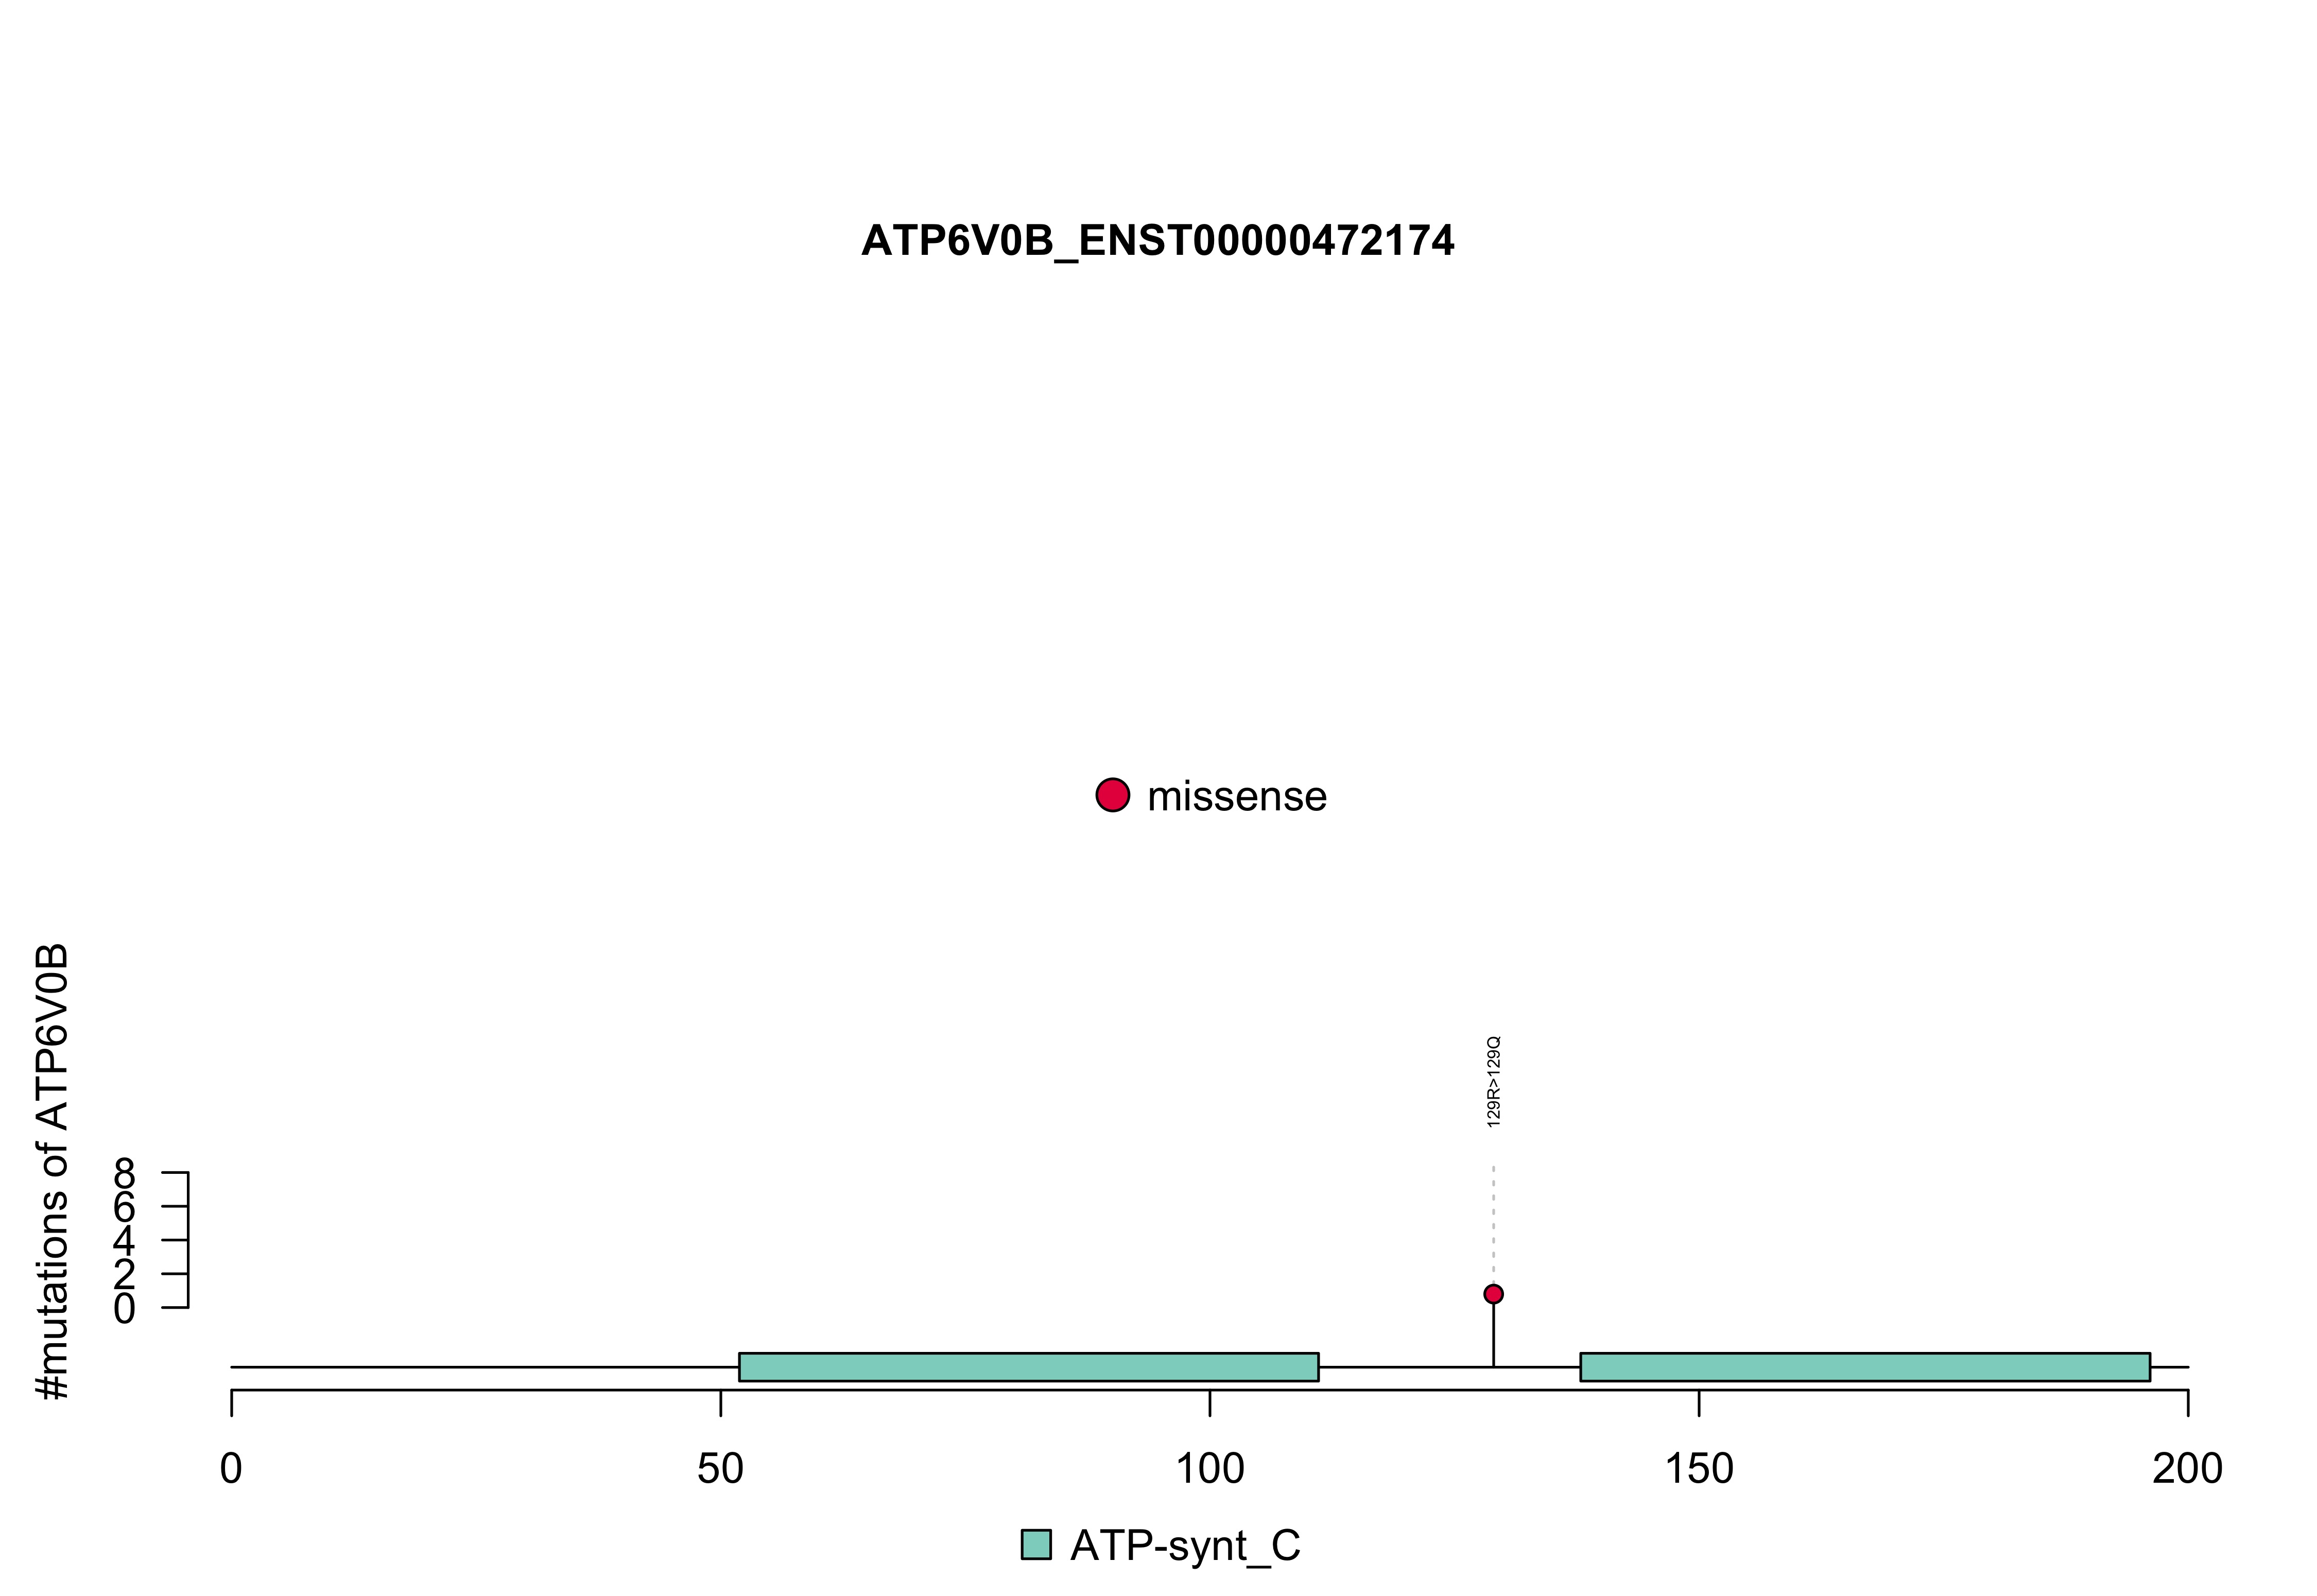 ATP6V0B_ENST00000472174
missense
#mutations of ATP6V0B
129R>129Q
8
6
4
2
0
0 50 100 150 200
ATP-synt_C